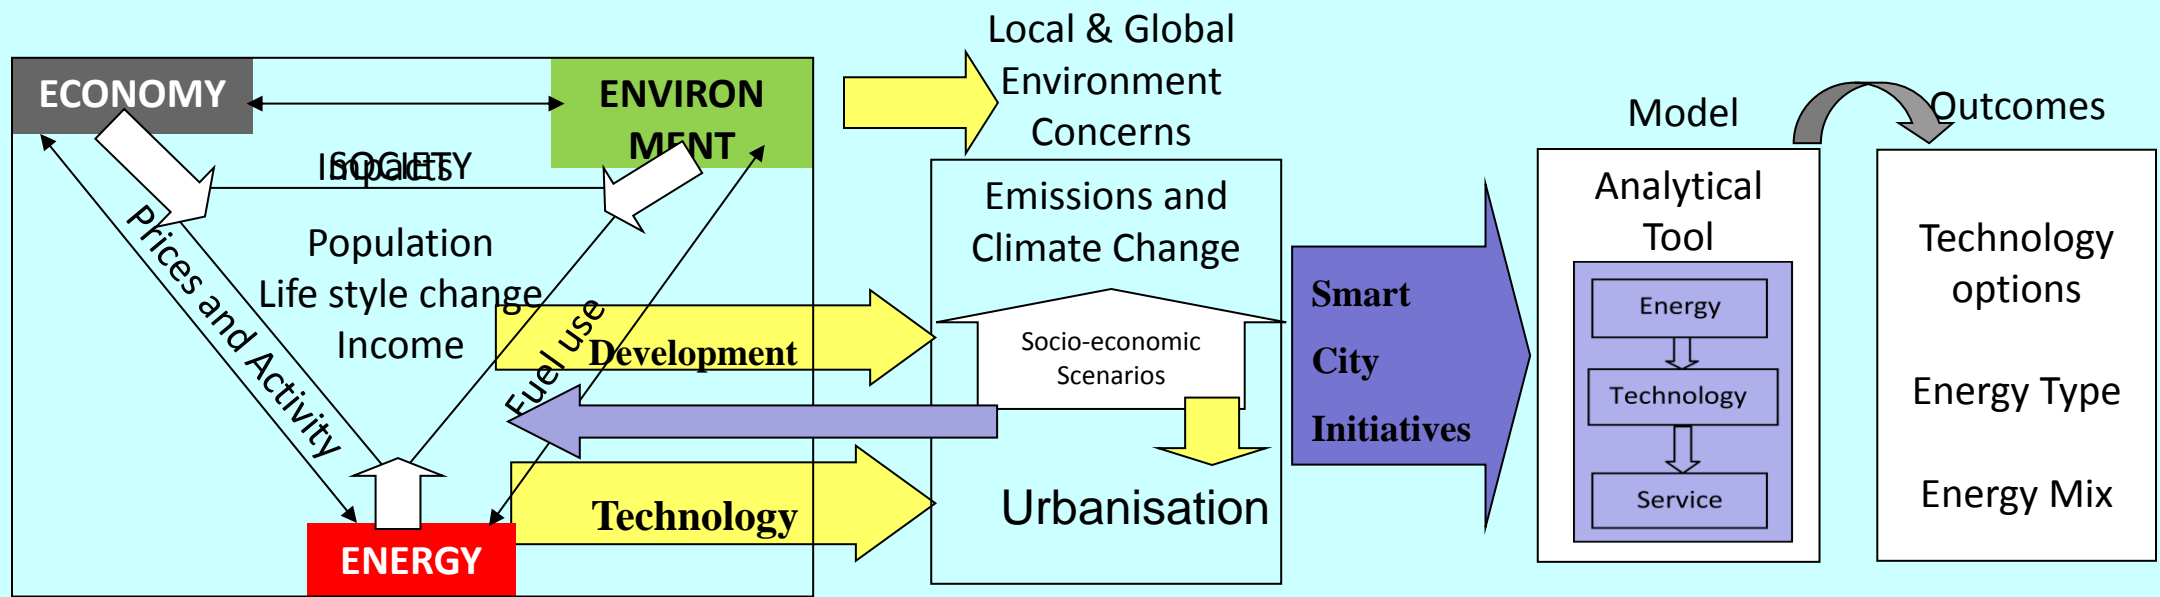 ECONOMY
ENVIRON
MENT
Impacts
SOCIETY
Prices and Activity
Population
Life style change
Income
Fuel use
Development
Technology
ENERGY
Local & Global
Environment
Concerns
Emissions and
Climate Change
Socio-economic
Scenarios
Urbanisation
Smart
City
Initiatives
Model
Analytical
Tool
Energy
Technology
Service
Outcomes
Technology
options
Energy Type
Energy Mix